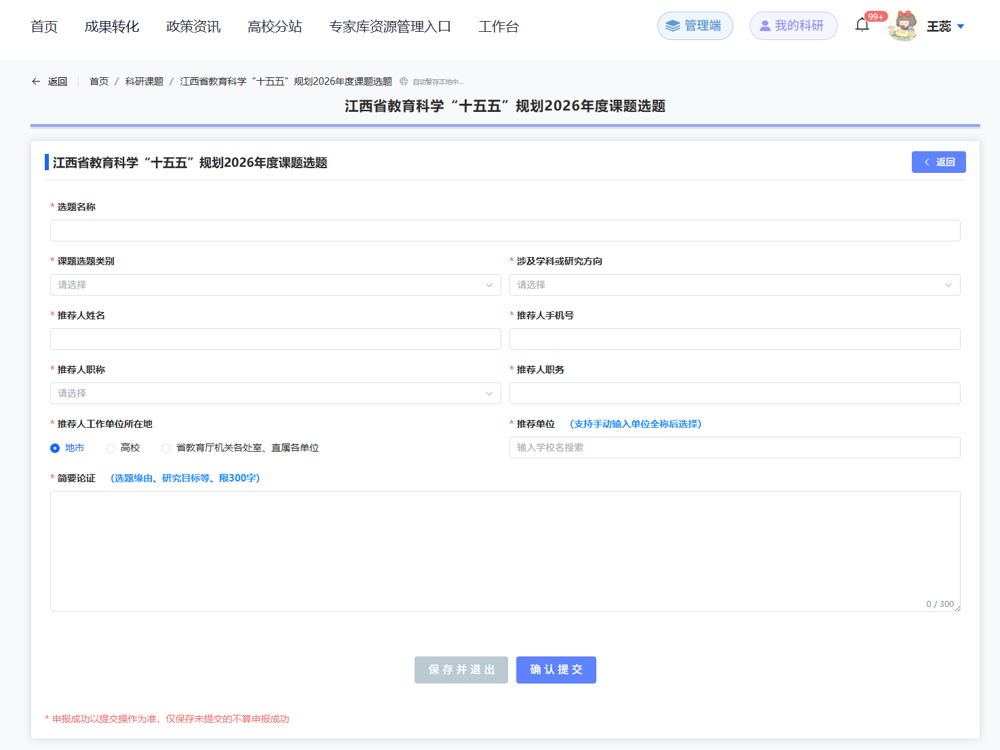 首页 成果转化 政策资讯 高校分站 专家库资源管理入口 工作台 管理端 我的科研 99+ 王蕊
返回 首页 / 科研课题 / 江西省教育科学“十五五”规划2026年度课题选题 自动暂存本地中...
江西省教育科学“十五五”规划2026年度课题选题
江西省教育科学“十五五”规划2026年度课题选题 返回
* 选题名称
* 课题选题类别 * 涉及学科或研究方向
请选择 请选择
* 推荐人姓名 * 推荐人手机号
* 推荐人职称 * 推荐人职务
请选择
* 推荐人工作单位所在地 * 推荐单位 （支持手动输入单位全称后选择）
地市 高校 省教育厅机关各处室、直属各单位 输入学校名搜索
* 简要论证 （选题缘由、研究目标等、限300字）
0 / 300
保存并退出 确认提交
* 申报成功以提交操作为准，仅保存未提交的不算申报成功